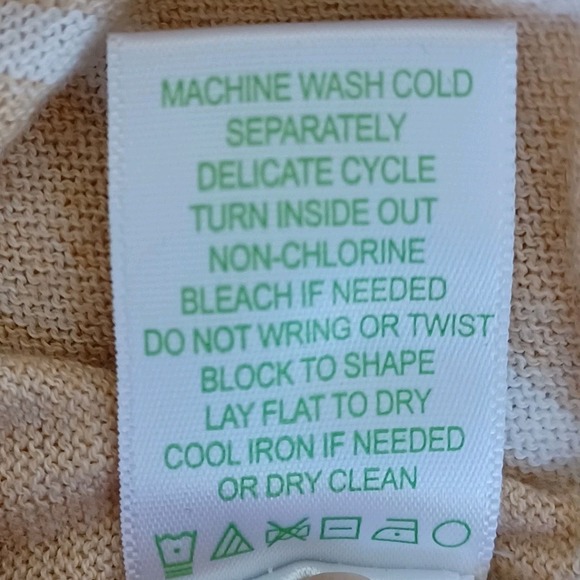 MACHINE WASH COLD
SEPARATELY
DELICATE CYCLE
TURN INSIDE OUT
NON-CHLORINE
BLEACH IF NEEDED
DO NOT WRING OR TWIST
BLOCK TO SHAPE
LAY FLAT TO DRY
COOL IRON IF NEEDED
OR DRY CLEAN